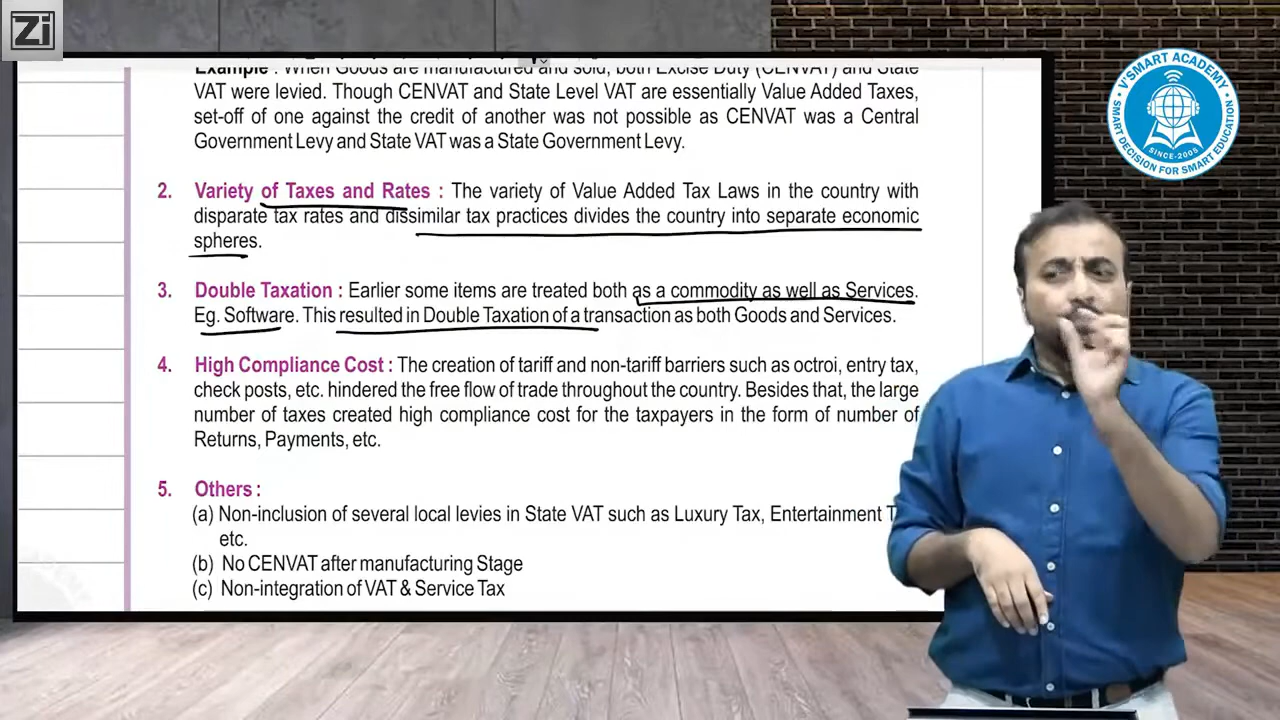 Zi
Example : When Goods are manufactured and sold, both Excise Duty (CENVAT) and State
VAT were levied. Though CENVAT and State Level VAT are essentially Value Added Taxes,
set-off of one against the credit of another was not possible as CENVAT was a Central
Government Levy and State VAT was a State Government Levy.
2. Variety of Taxes and Rates : The variety of Value Added Tax Laws in the country with
disparate tax rates and dissimilar tax practices divides the country into separate economic
spheres.
3. Double Taxation : Earlier some items are treated both as a commodity as well as Services.
Eg. Software. This resulted in Double Taxation of a transaction as both Goods and Services.
4. High Compliance Cost : The creation of tariff and non-tariff barriers such as octroi, entry tax,
check posts, etc. hindered the free flow of trade throughout the country. Besides that, the large
number of taxes created high compliance cost for the taxpayers in the form of number of
Returns, Payments, etc.
5. Others :
(a) Non-inclusion of several local levies in State VAT such as Luxury Tax, Entertainment T
etc.
(b) No CENVAT after manufacturing Stage
(c) Non-integration of VAT & Service Tax
V'SMART ACADEMY
SINCE-2005
SMART DECISION FOR SMART EDUCATION